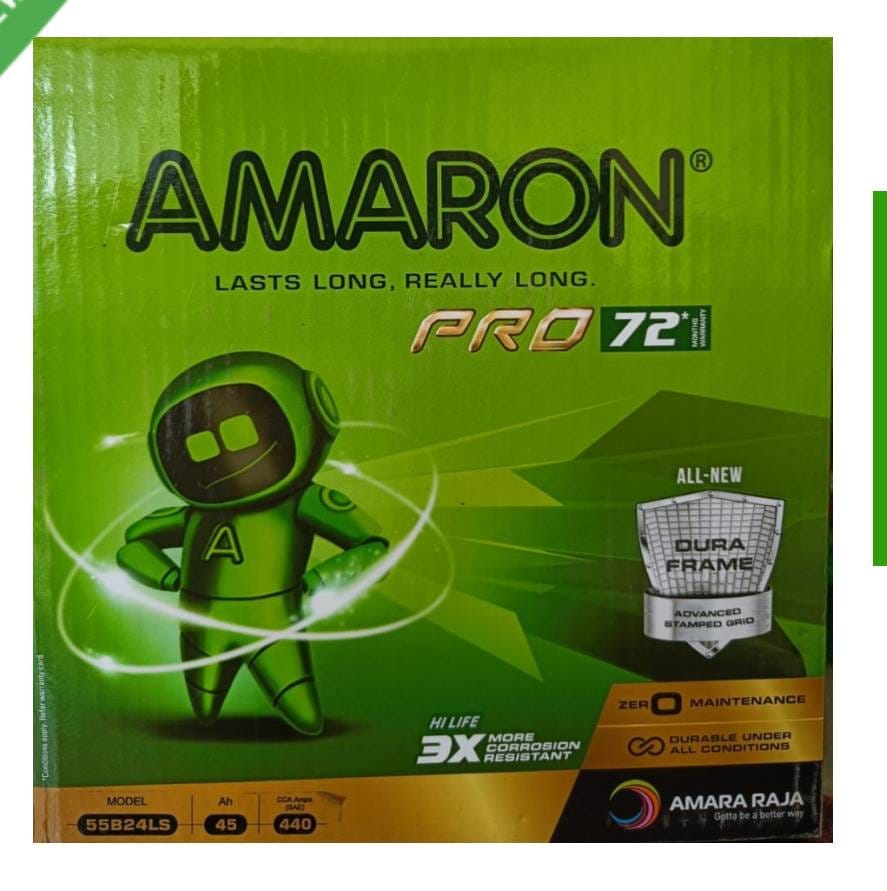 AMARON®
LASTS LONG, REALLY LONG.
PRO 72* MONTHS WARRANTY
A
ALL-NEW
DURA
FRAME
ADVANCED
STAMPED GRID
ZERO MAINTENANCE
DURABLE UNDER
ALL CONDITIONS
HI LIFE
3X MORE
CORROSION
RESISTANT
*Conditions apply. Refer warranty card.
MODEL
55B24LS
Ah
45
CCA Amps
(SAE)
440
AMARA RAJA
Gotta be a better way